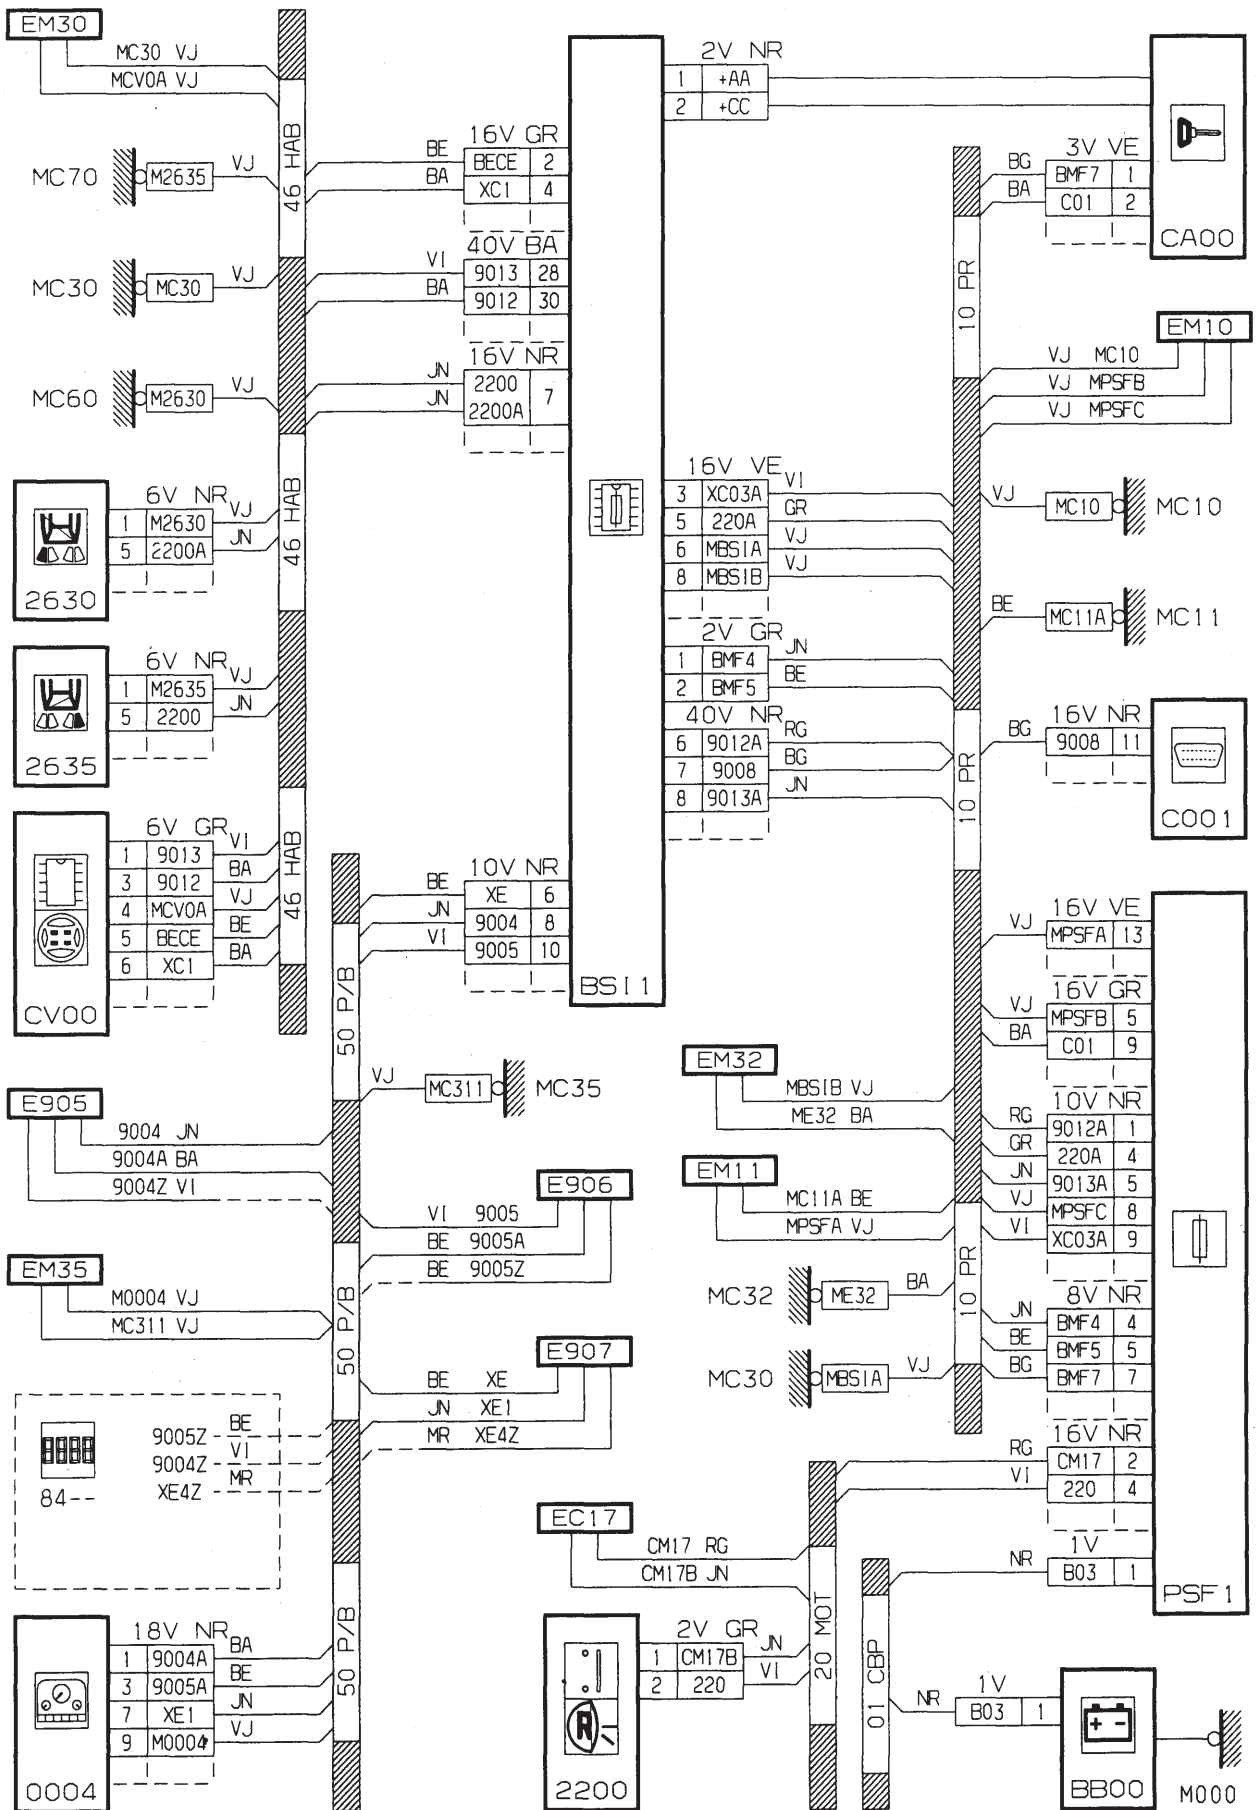 EM30
MC30 VJ
MCV0A VJ
MC70
M2635
VJ
MC30
MC30
VJ
MC60
M2630
VJ
46 HAB
46 HAB
46 HAB
6V NR
1 M2630 VJ
5 2200A JN
2630
6V NR
1 M2635 VJ
5 2200 JN
2635
6V GR
1 9013 VI
3 9012 BA
4 MCV0A VJ
5 BECE BE
6 XC1 BA
CV00
16V GR
BE BECE 2
BA XC1 4
40V BA
VI 9013 28
BA 9012 30
16V NR
JN 2200
7
JN 2200A
10V NR
BE XE 6
JN 9004 8
VI 9005 10
BSI1
2V NR
1 +AA
2 +CC
16V VE
3 XC03A VI
5 220A GR
6 MBSIA VJ
8 MBSIB VJ
2V GR
1 BMF4 JN
2 BMF5 BE
40V NR
6 9012A RG
7 9008 BG
8 9013A JN
3V VE
BG BMF7 1
BA C01 2
CA00
10 PR
10 PR
10 PR
EM10
VJ MC10
VJ MPSFB
VJ MPSFC
VJ MC10 MC10
BE MC11A MC11
16V NR
BG 9008 11
C001
16V VE
VJ MPSFA 13
16V GR
VJ MPSFB 5
BA C01 9
10V NR
RG 9012A 1
GR 220A 4
JN 9013A 5
VJ MPSFC 8
VI XC03A 9
8V NR
JN BMF4 4
BE BMF5 5
BG BMF7 7
16V NR
RG CM17 2
VI 220 4
1V
NR B03 1
PSF1
EM32
MBSIB VJ
ME32 BA
EM11
MC11A BE
MPSFA VJ
MC32 ME32 BA
MC30 MBSIA VJ
50 P/B
50 P/B
50 P/B
VJ MC311 MC35
E905
9004 JN
9004A BA
9004Z VI
E906
VI 9005
BE 9005A
BE 9005Z
EM35
M0004 VJ
MC311 VJ
E907
BE XE
JN XE1
MR XE4Z
84--
9005Z BE
9004Z VI
XE4Z MR
18V NR
1 9004A BA
3 9005A BE
7 XE1 JN
9 M0004 VJ
0004
EC17
CM17 RG
CM17B JN
20 MOT
2V GR
1 CM17B JN
2 220 VI
R
2200
01 CBP
1V
NR B03 1
+ -
BB00
M000